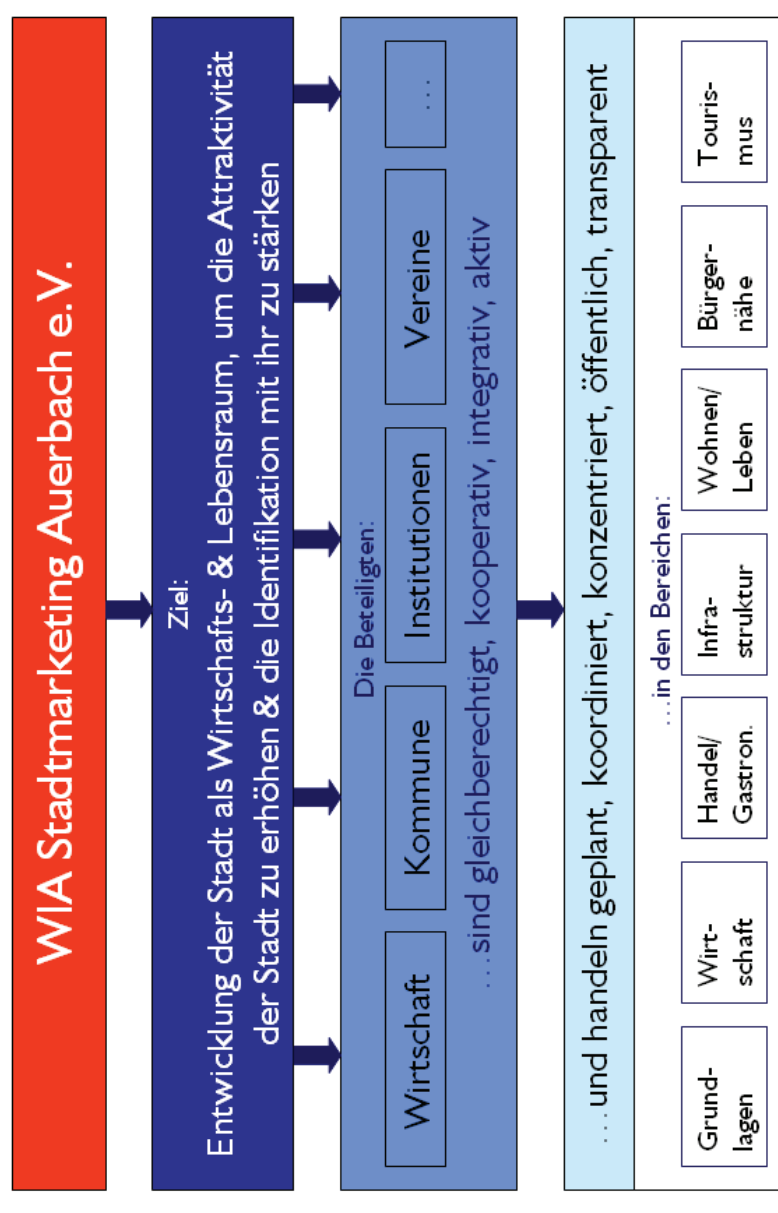 WIA Stadtmarketing Auerbach e.V.
Ziel:
Entwicklung der Stadt als Wirtschafts- & Lebensraum, um die Attraktivität
der Stadt zu erhöhen & die Identifikation mit ihr zu stärken
Die Beteiligten:
Wirtschaft
Kommune
Institutionen
Vereine
...
...sind gleichberechtigt, kooperativ, integrativ, aktiv
...und handeln geplant, koordiniert, konzentriert, öffentlich, transparent
...in den Bereichen:
Grund-
lagen
Wirt-
schaft
Handel/
Gastron.
Infra-
struktur
Wohnen/
Leben
Bürger-
nähe
Touris-
mus